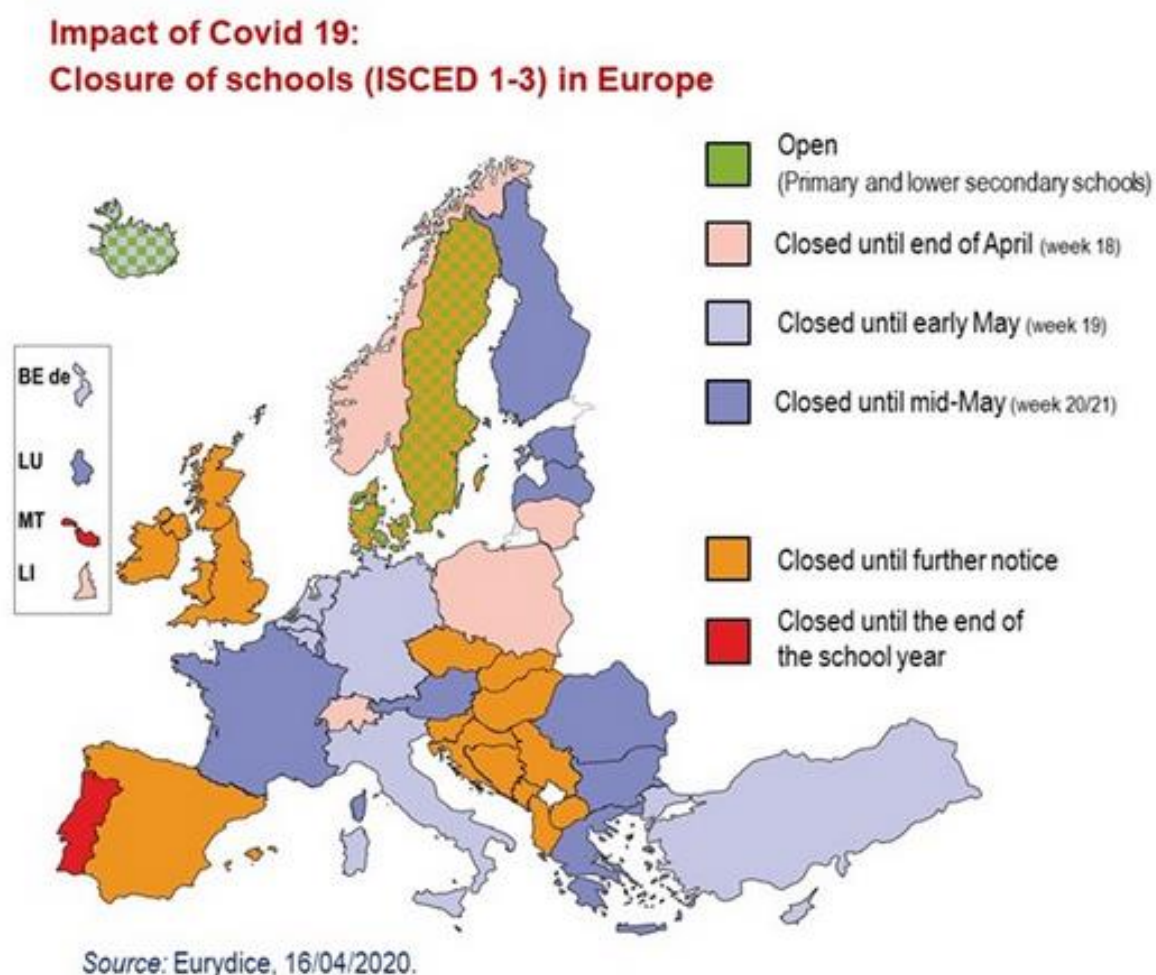 Impact of Covid 19:
Closure of schools (ISCED 1-3) in Europe
Open
(Primary and lower secondary schools)
Closed until end of April (week 18)
Closed until early May (week 19)
Closed until mid-May (week 20/21)
Closed until further notice
Closed until the end of
the school year
BE de
LU
MT
LI
Source: Eurydice, 16/04/2020.